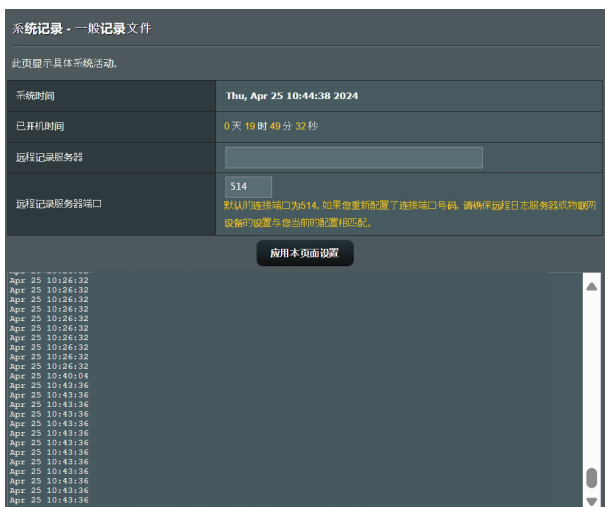 系统记录 - 一般记录文件
此页显示具体系统活动。
系统时间
Thu, Apr 25 10:44:38 2024
已开机时间
0 天 19 时 49 分 32 秒
远程记录服务器
远程记录服务器端口
514
默认的连接端口为514, 如果您重新配置了连接端口号码, 请确保远程日志服务器或物联网
设备的设置与您当前的配置相匹配。
应用本页面设置
Apr 25 10:26:32
Apr 25 10:26:32
Apr 25 10:26:32
Apr 25 10:26:32
Apr 25 10:26:32
Apr 25 10:26:32
Apr 25 10:26:32
Apr 25 10:26:32
Apr 25 10:26:32
Apr 25 10:26:32
Apr 25 10:40:04
Apr 25 10:43:36
Apr 25 10:43:36
Apr 25 10:43:36
Apr 25 10:43:36
Apr 25 10:43:36
Apr 25 10:43:36
Apr 25 10:43:36
Apr 25 10:43:36
Apr 25 10:43:36
Apr 25 10:43:36
Apr 25 10:43:36
Apr 25 10:43:36
Apr 25 10:43:36